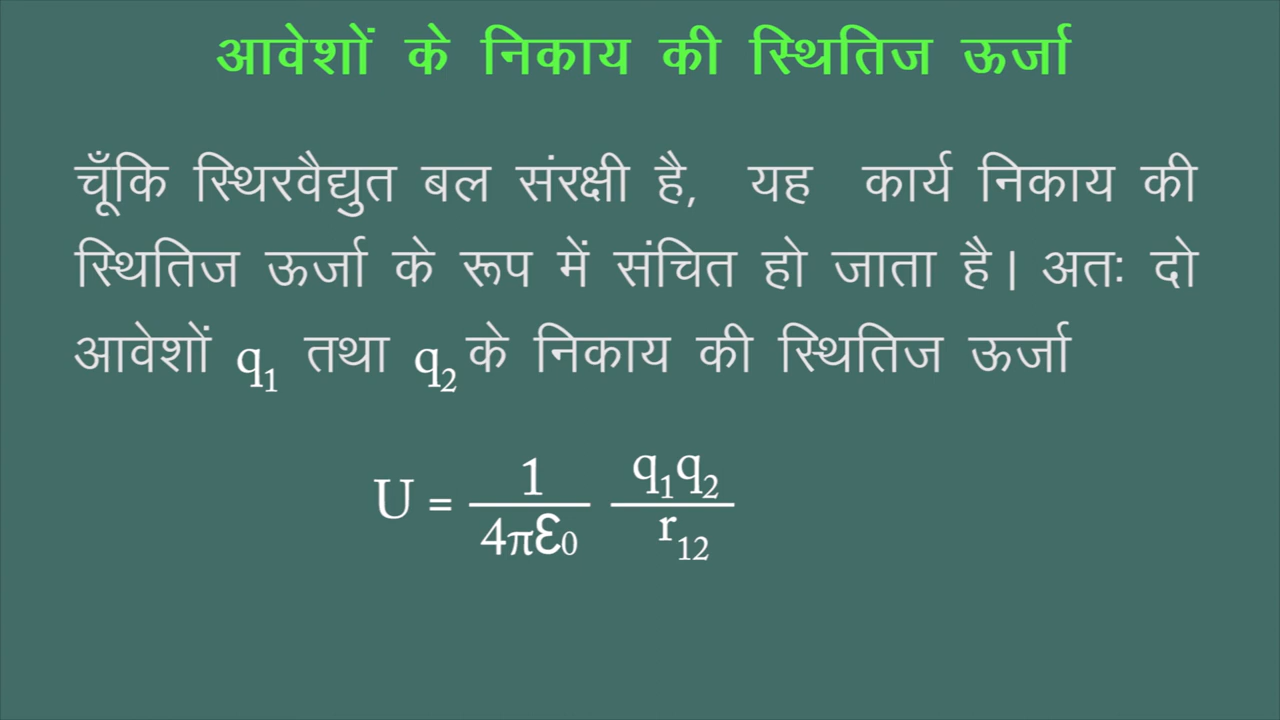 आवेशों के निकाय की स्थितिज ऊर्जा
चूँकि स्थिरवैद्युत बल संरक्षी है, यह कार्य निकाय की
स्थितिज ऊर्जा के रूप में संचित हो जाता है। अतः दो
आवेशों q₁ तथा q₂ के निकाय की स्थितिज ऊर्जा
U = 1/4πε₀ q₁q₂/r₁₂